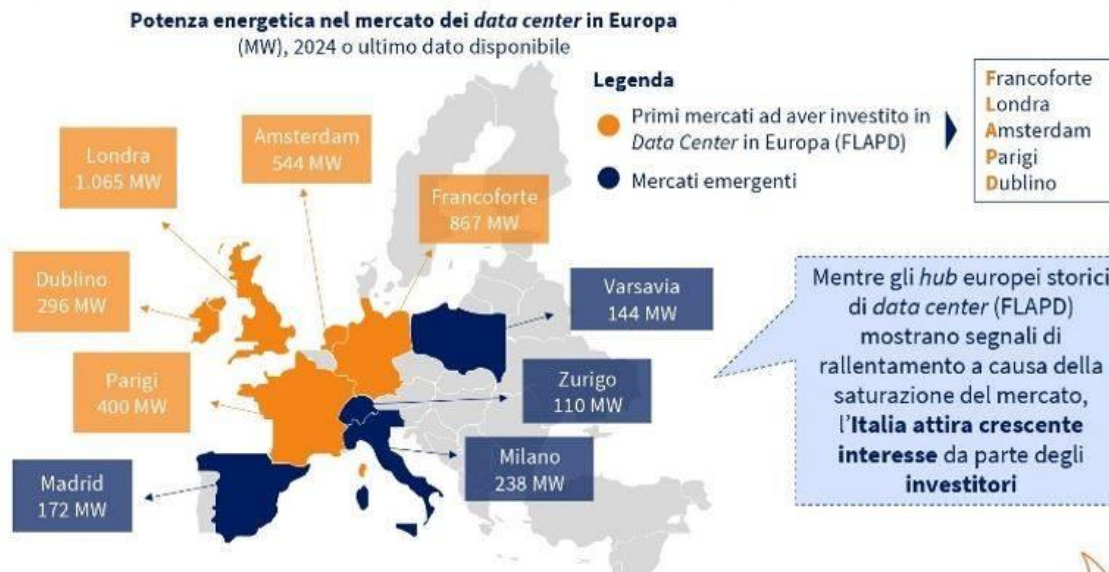 Potenza energetica nel mercato dei data center in Europa
(MW), 2024 o ultimo dato disponibile
Legenda
Primi mercati ad aver investito in
Data Center in Europa (FLAPD)
Mercati emergenti
Francoforte
Londra
Amsterdam
Parigi
Dublino
Londra
1.065 MW
Amsterdam
544 MW
Francoforte
867 MW
Dublino
296 MW
Varsavia
144 MW
Parigi
400 MW
Zurigo
110 MW
Madrid
172 MW
Milano
238 MW
Mentre gli hub europei storici
di data center (FLAPD)
mostrano segnali di
rallentamento a causa della
saturazione del mercato,
l'Italia attira crescente
interesse da parte degli
investitori